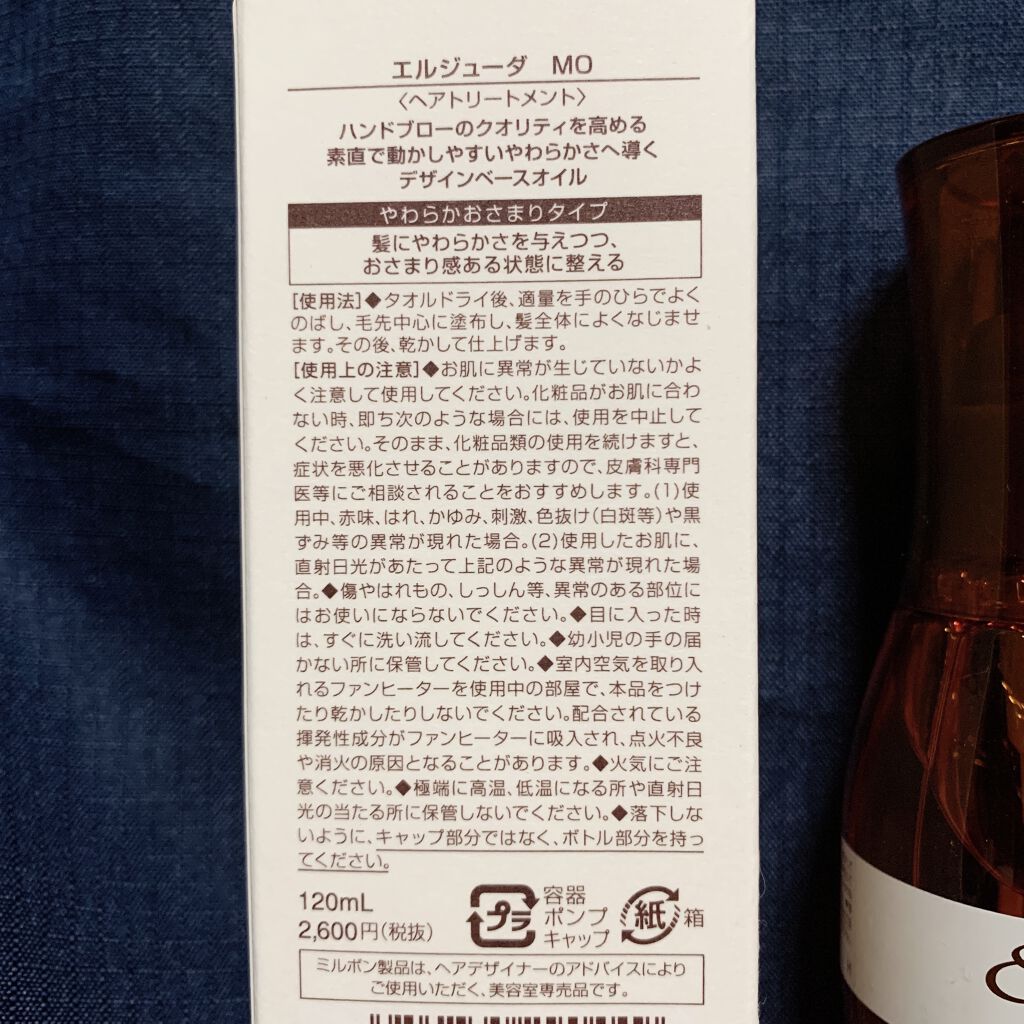 エルジューダ MO
〈ヘアトリートメント〉
ハンドブローのクオリティを高める
素直で動かしやすいやわらかさへ導く
デザインベースオイル
やわらかおさまりタイプ
髪にやわらかさを与えつつ、
おさまり感ある状態に整える
[使用法]◆タオルドライ後、適量を手のひらでよく
のばし、毛先中心に塗布し、髪全体によくなじませ
ます。その後、乾かして仕上げます。
[使用上の注意]◆お肌に異常が生じていないかよ
く注意して使用してください。化粧品がお肌に合わ
ない時、即ち次のような場合には、使用を中止して
ください。そのまま、化粧品類の使用を続けますと、
症状を悪化させることがありますので、皮膚科専門
医等にご相談されることをおすすめします。(1)使
用中、赤味、はれ、かゆみ、刺激、色抜け(白斑等)や黒
ずみ等の異常が現れた場合。(2)使用したお肌に、
直射日光があたって上記のような異常が現れた場
合。◆傷やはれもの、しっしん等、異常のある部位に
はお使いにならないでください。◆目に入った時
は、すぐに洗い流してください。◆幼小児の手の届
かない所に保管してください。◆室内空気を取り入
れるファンヒーターを使用中の部屋で、本品をつけ
たり乾かしたりしないでください。配合されている
揮発性成分がファンヒーターに吸入され、点火不良
や消火の原因となることがあります。◆火気にご注
意ください。◆極端に高温、低温になる所や直射日
光の当たる所に保管しないでください。◆落下しな
いように、キャップ部分ではなく、ボトル部分を持っ
てください。
120mL
2,600円(税抜)
プラ
容器
ポンプ
キャップ
紙
箱
ミルボン製品は、ヘアデザイナーのアドバイスにより
ご使用いただく、美容室専売品です。